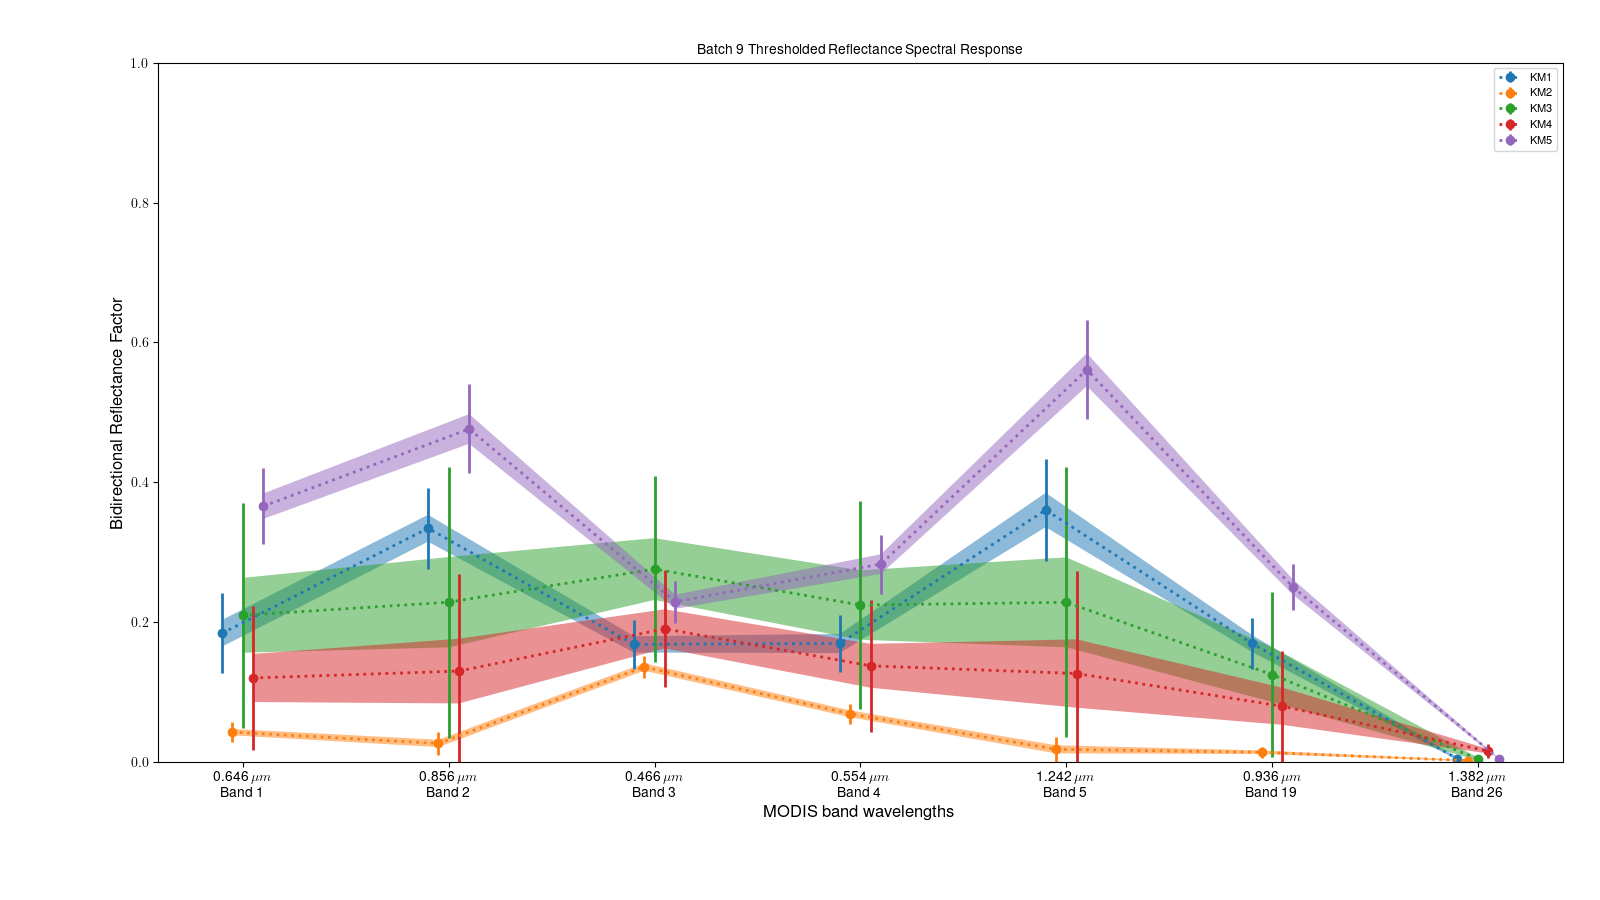 Batch 9 Thresholded Reflectance Spectral Response
KM1
KM2
KM3
KM4
KM5
Bidirectional Reflectance Factor
1.0
0.8
0.6
0.4
0.2
0.0
0.646 μm 0.856 μm 0.466 μm 0.554 μm 1.242 μm 0.936 μm 1.382 μm
Band 1 Band 2 Band 3 Band 4 Band 5 Band 19 Band 26
MODIS band wavelengths